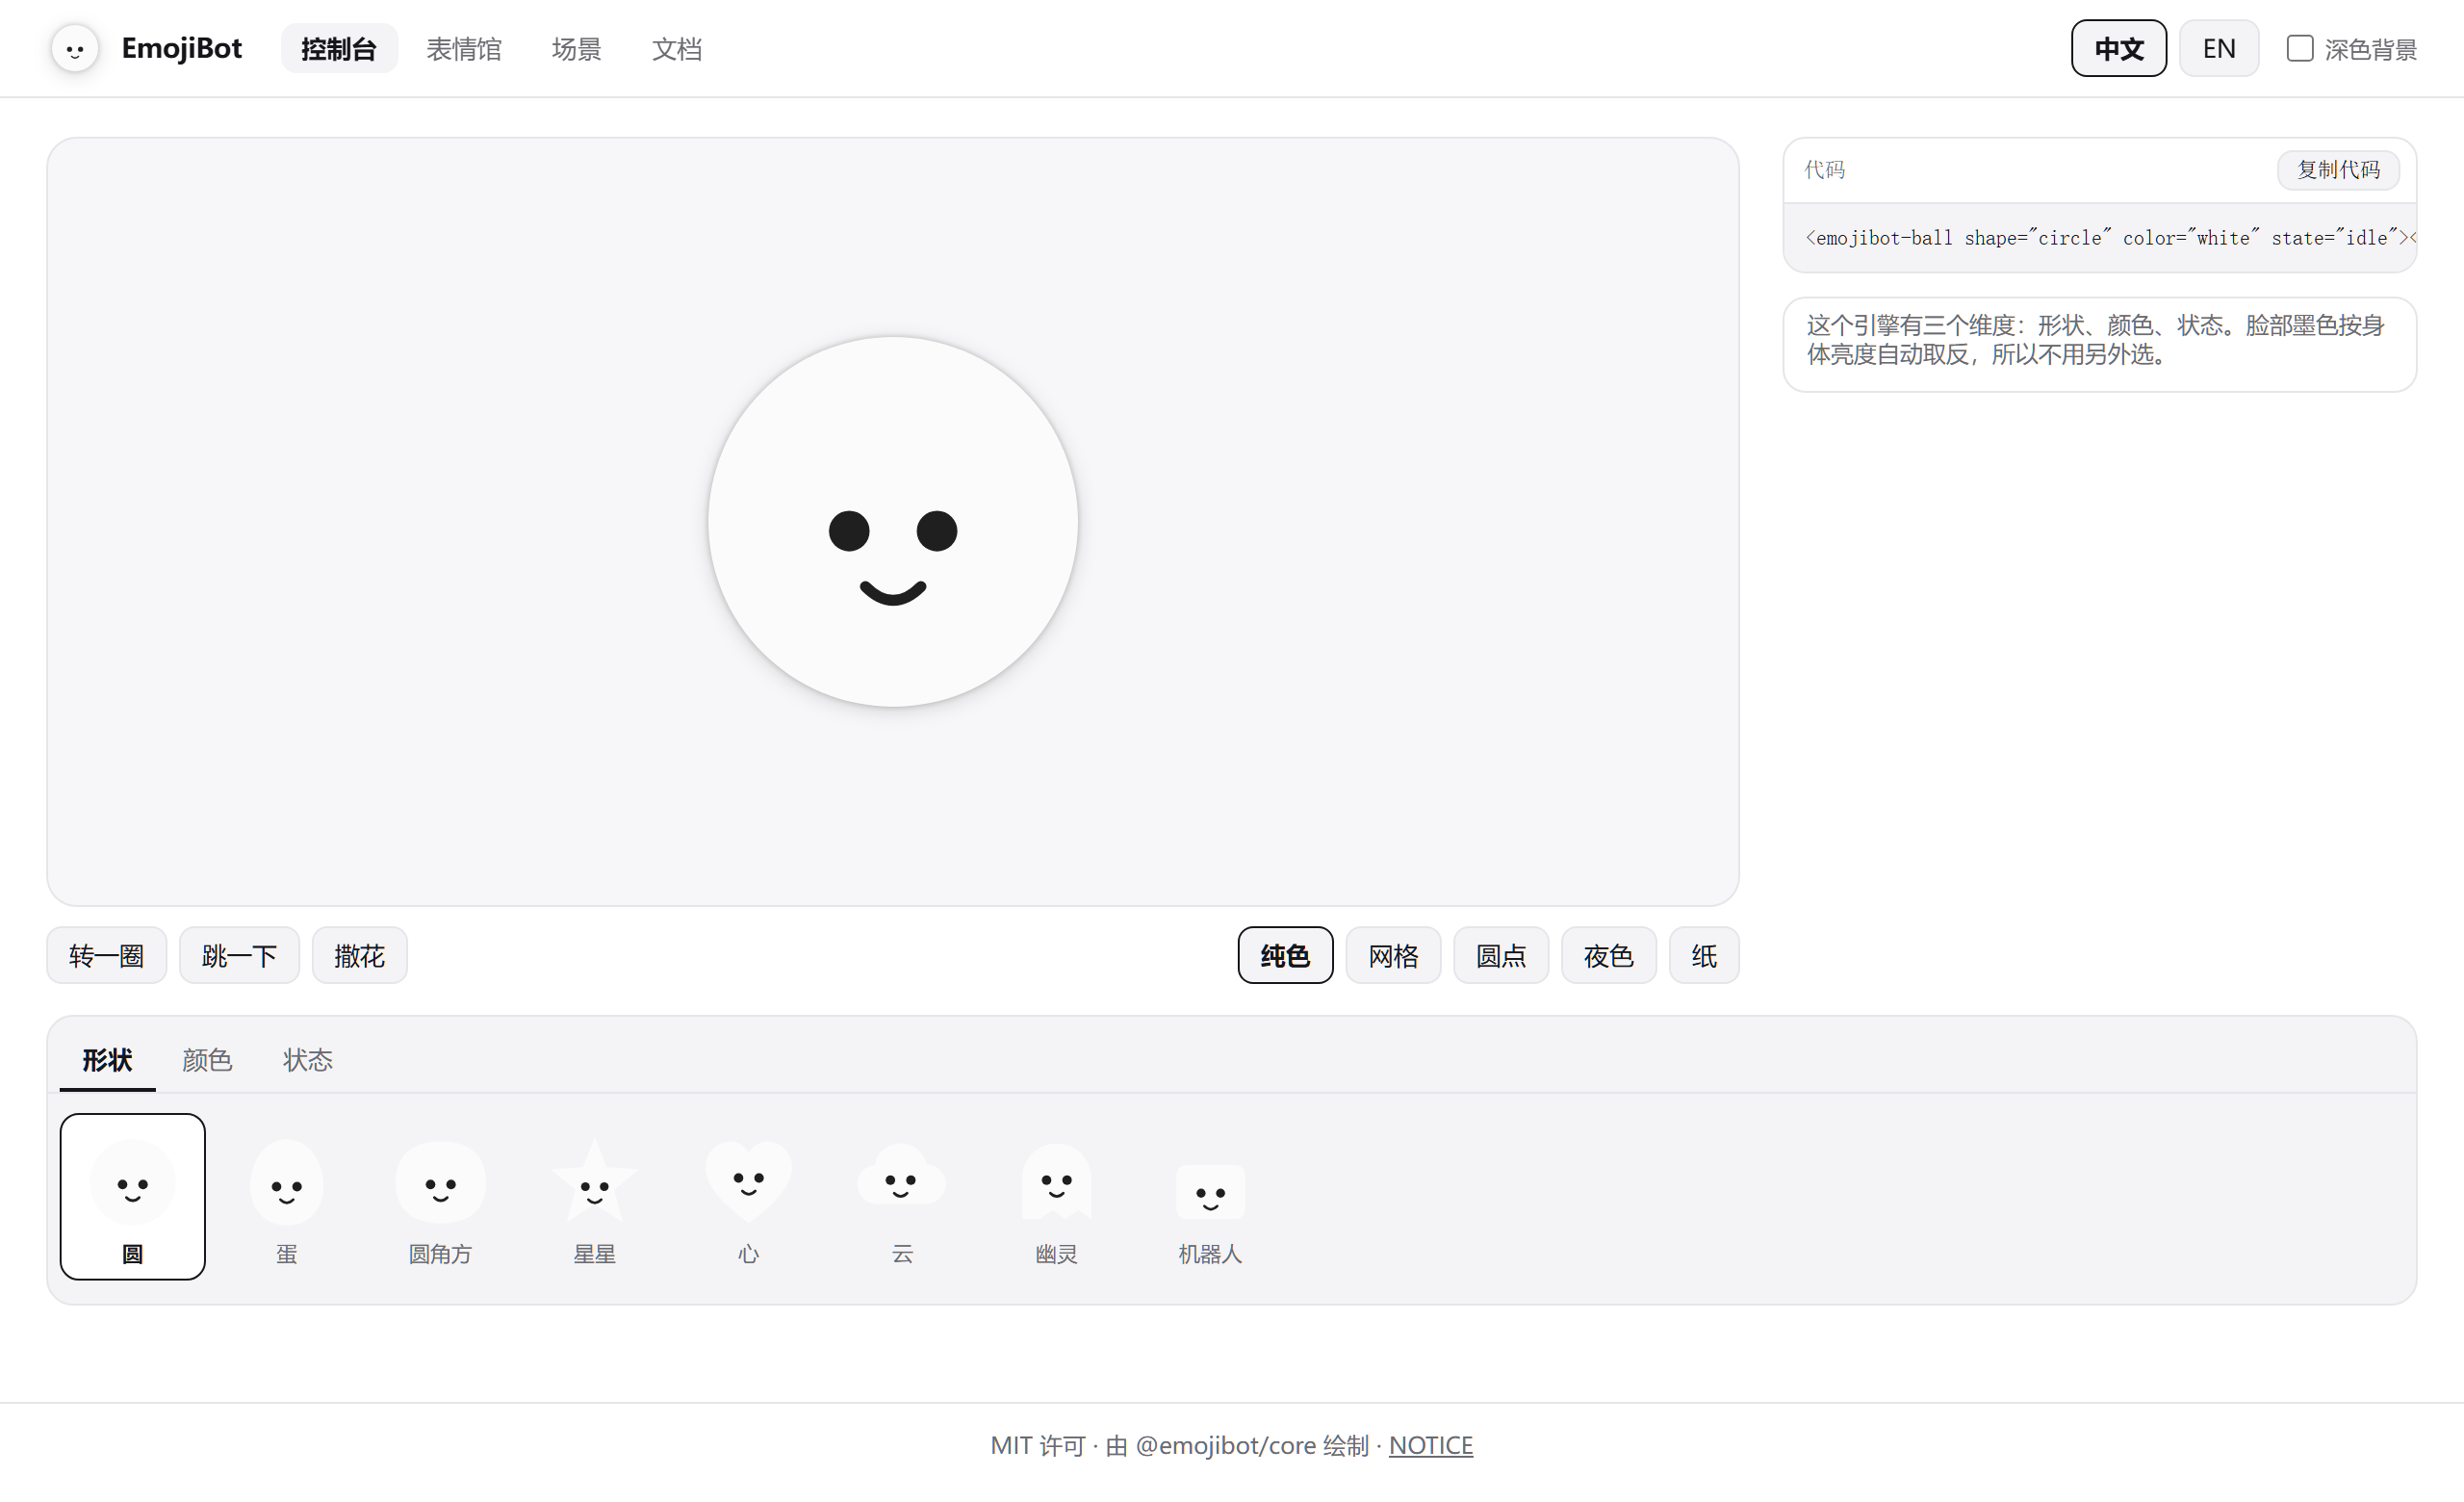 EmojiBot 控制台 表情馆 场景 文档 中文 EN 深色背景
代码 复制代码
<emojibot-ball shape="circle" color="white" state="idle"><
这个引擎有三个维度：形状、颜色、状态。脸部墨色按身
体亮度自动取反，所以不用另外选。
转一圈 跳一下 撒花 纯色 网格 圆点 夜色 纸
形状 颜色 状态
圆 蛋 圆角方 星星 心 云 幽灵 机器人
MIT 许可 · 由 @emojibot/core 绘制 · NOTICE